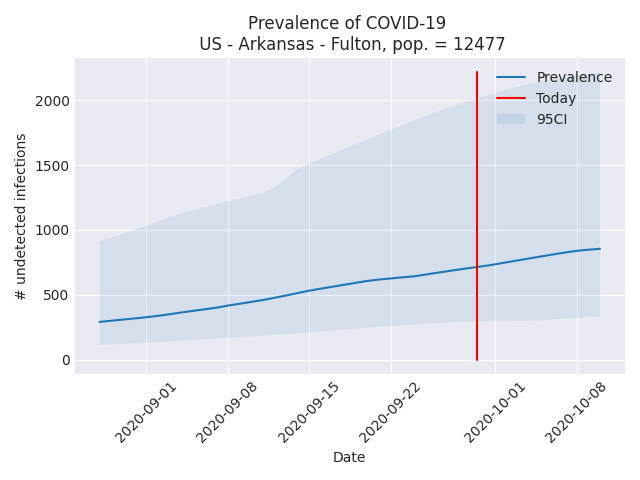 Prevalence of COVID-19
US - Arkansas - Fulton, pop. = 12477
Prevalence
Today
95CI
2000
1500
1000
500
0
# undetected infections
2020-09-01
2020-09-08
2020-09-15
2020-09-22
2020-10-01
2020-10-08
Date